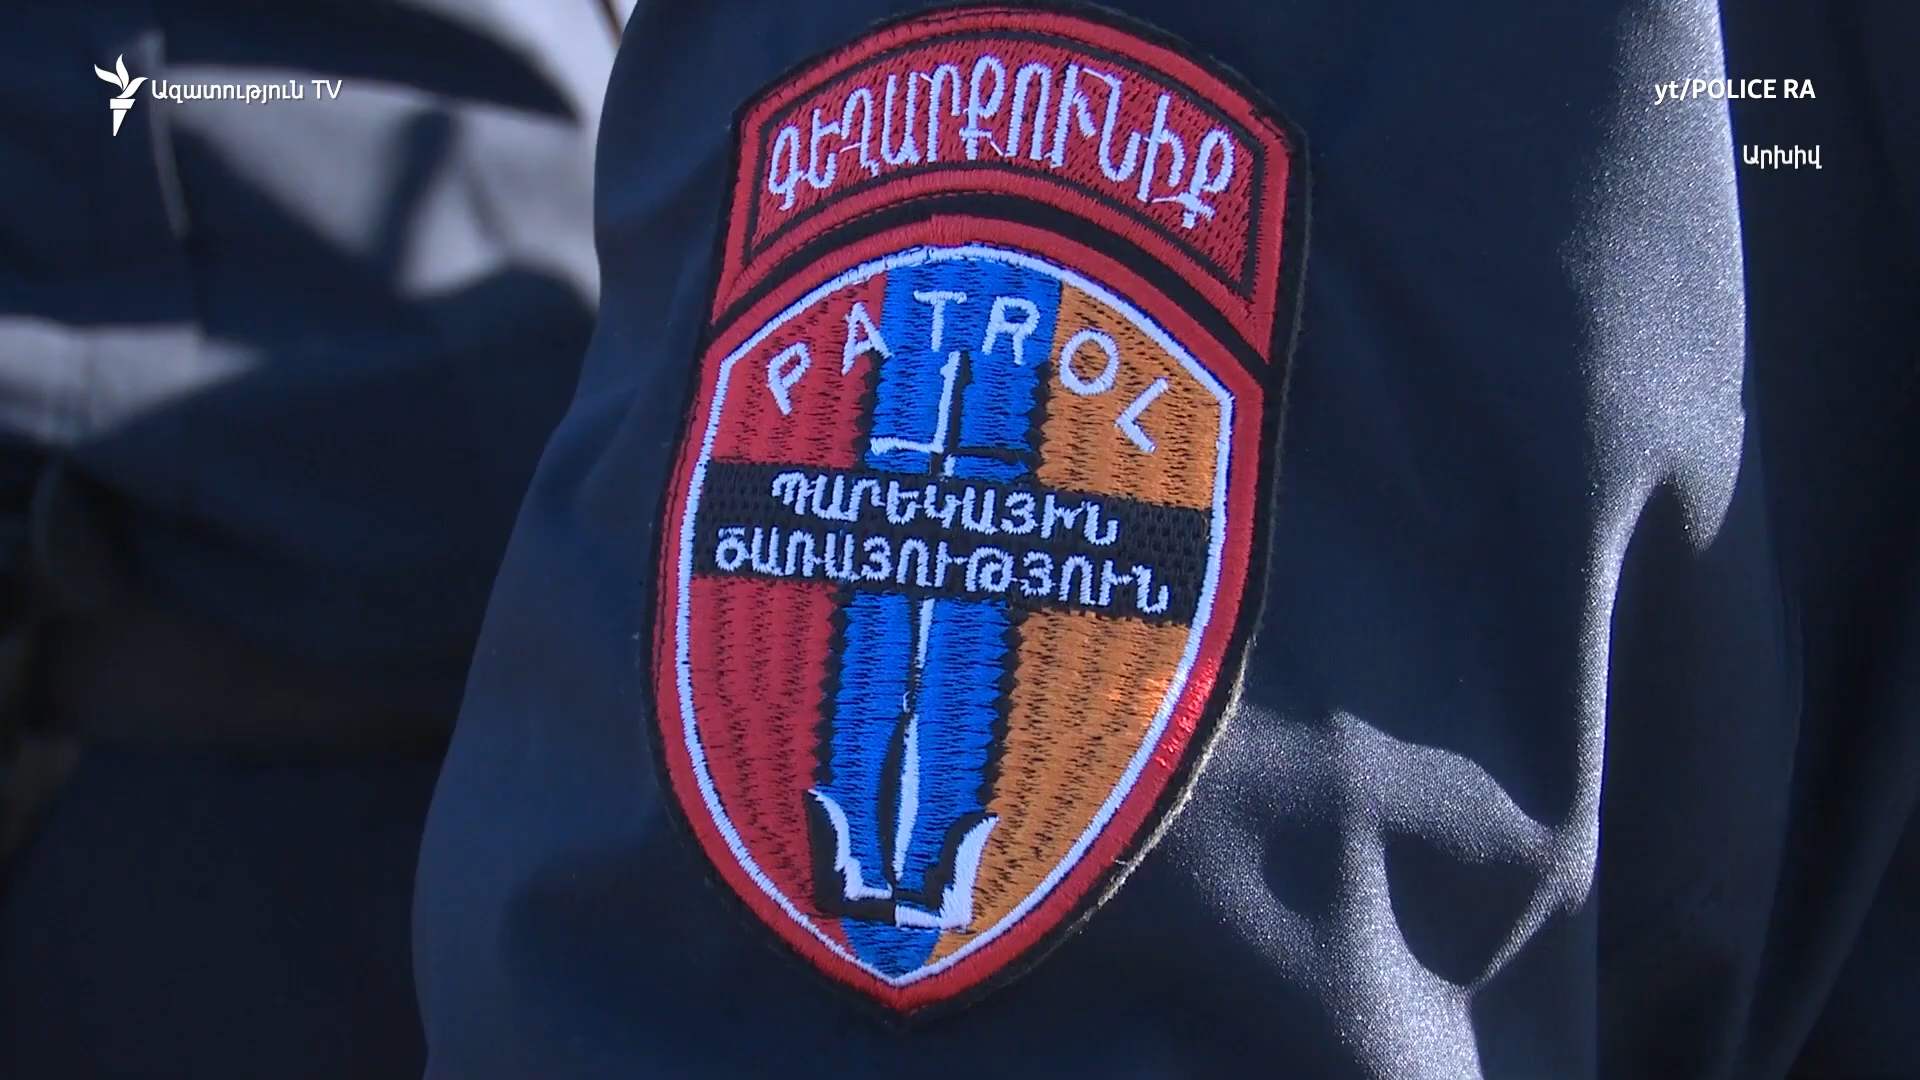 Ազատություն TV
yt/POLICE RA
Արխիվ
ԳԵՂԱՐՔՈՒՆԻՔ
PATROL
ՊԱՐԵԿԱՅԻՆ
ԾԱՌԱՅՈՒԹՅՈՒՆ